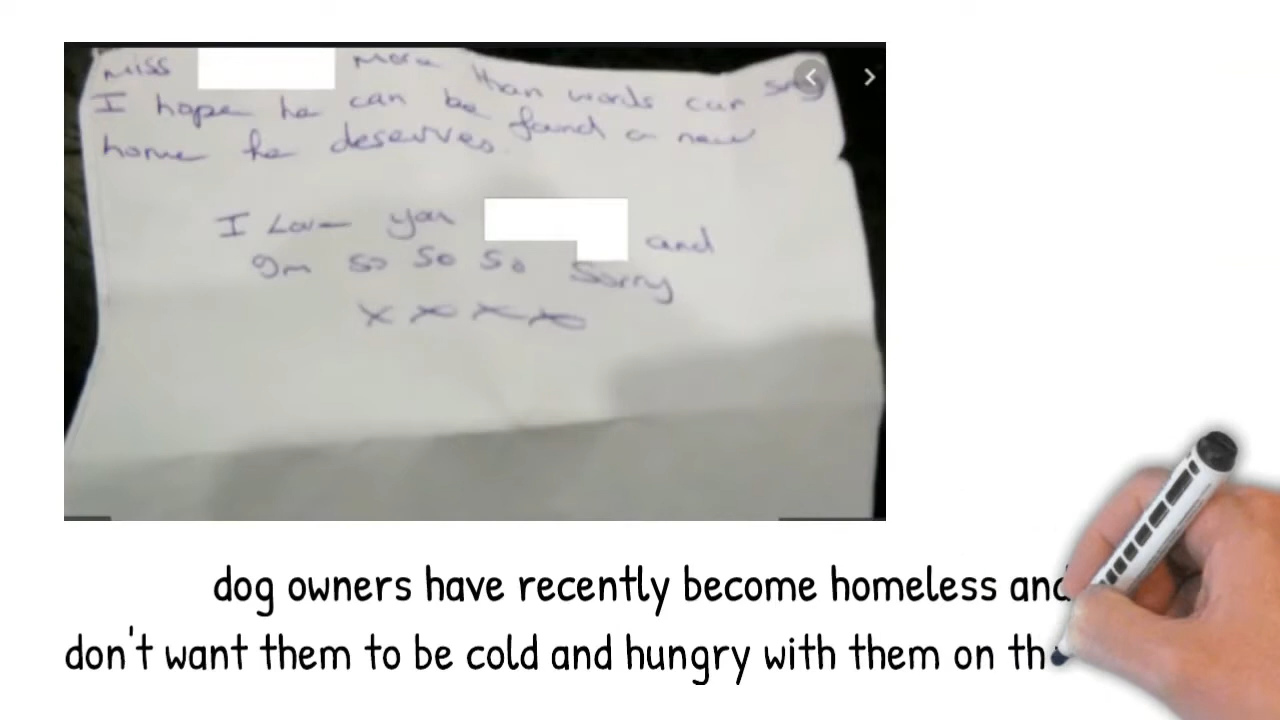 miss more than words can say
I hope he can be found a new
home he deserves.
I Love you and
Im so so so Sorry
x x x x
dog owners have recently become homeless and
don't want them to be cold and hungry with them on th